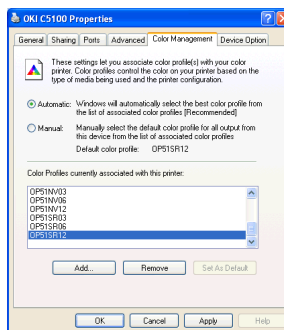 OKI C5100 Properties
General Sharing Ports Advanced Color Management Device Option
These settings let you associate color profile(s) with your
color printer. Color profiles control the color on your printer based on the
type of media being used and the printer configuration.
Automatic: Windows will automatically select the best color profile from
the list of associated color profiles [Recommended]
Manual: Manually select the default color profile for all output from
this device from the list of associated color profiles
Default color profile: OP51SR12
Color Profiles currently associated with this printer:
OP51NV03
OP51NV06
OP51NV12
OP51SR03
OP51SR06
OP51SR12
Add... Remove Set As Default
OK Cancel Apply Help